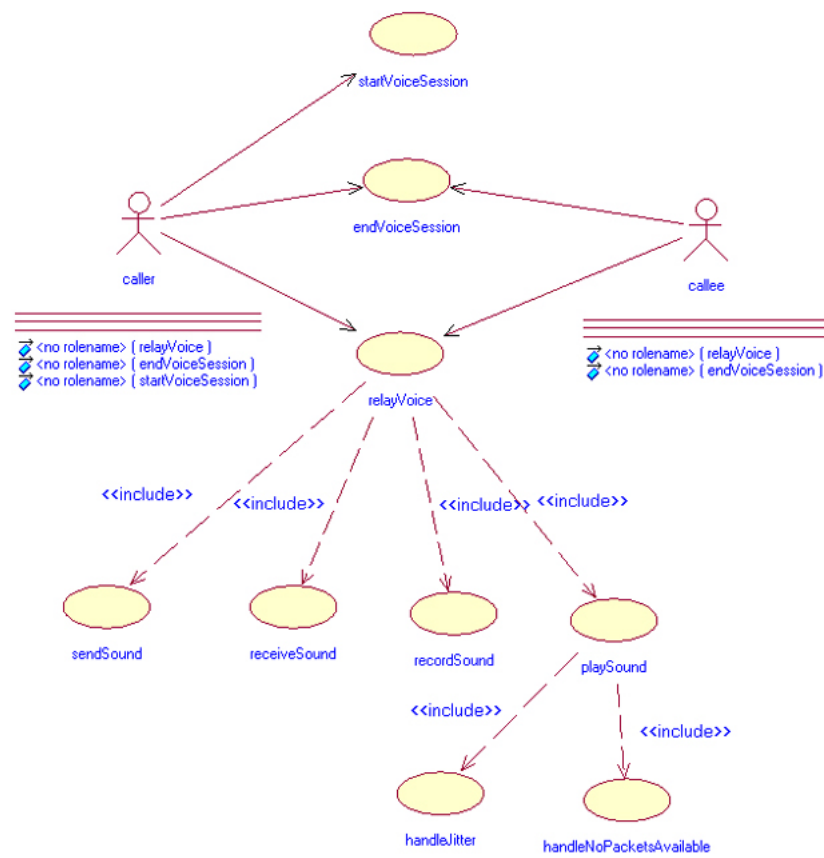 startVoiceSession
endVoiceSession
caller
callee
<no rolename> ( relayVoice )
<no rolename> ( endVoiceSession )
<no rolename> ( startVoiceSession )
<no rolename> ( relayVoice )
<no rolename> ( endVoiceSession )
relayVoice
<<include>>
<<include>>
<<include>>
<<include>>
sendSound
receiveSound
recordSound
playSound
<<include>>
<<include>>
handleJitter
handleNoPacketsAvailable